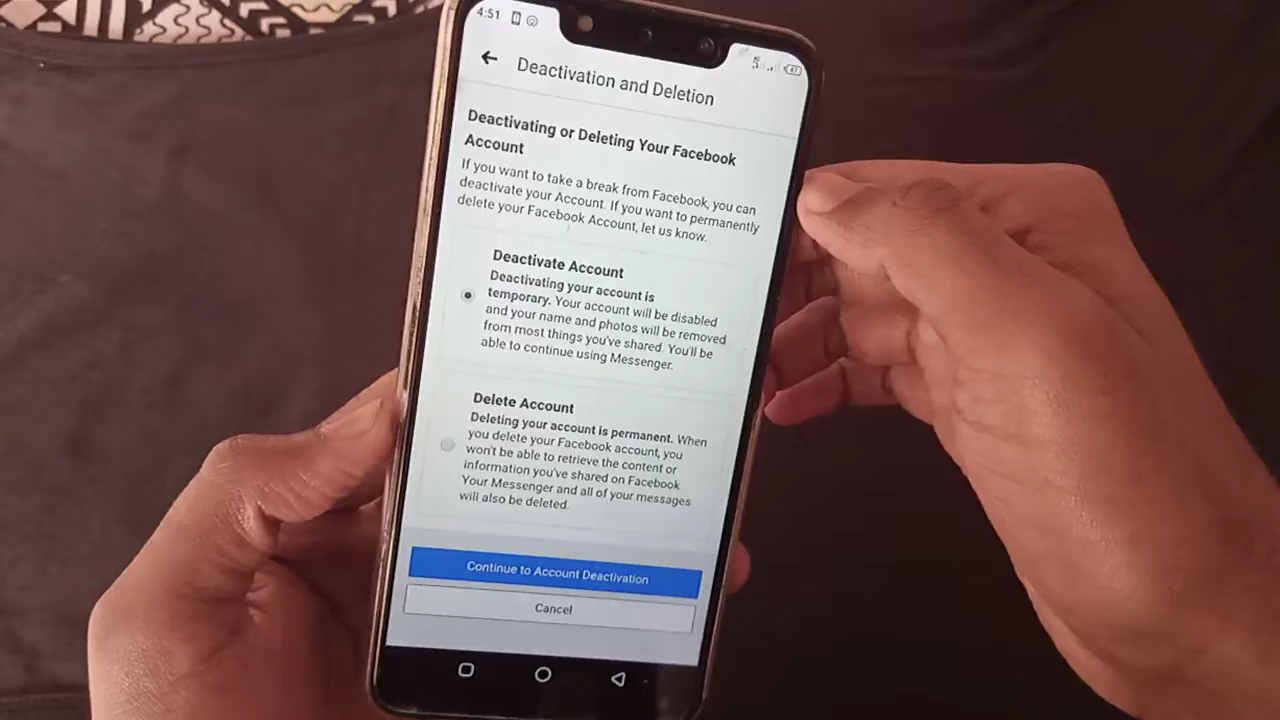 4:51
47
Deactivation and Deletion
Deactivating or Deleting Your Facebook
Account
If you want to take a break from Facebook, you can
deactivate your Account. If you want to permanently
delete your Facebook Account, let us know.
Deactivate Account
Deactivating your account is
temporary. Your account will be disabled
and your name and photos will be removed
from most things you've shared. You'll be
able to continue using Messenger.
Delete Account
Deleting your account is permanent. When
you delete your Facebook account, you
won't be able to retrieve the content or
information you've shared on Facebook
Your Messenger and all of your messages
will also be deleted.
Continue to Account Deactivation
Cancel